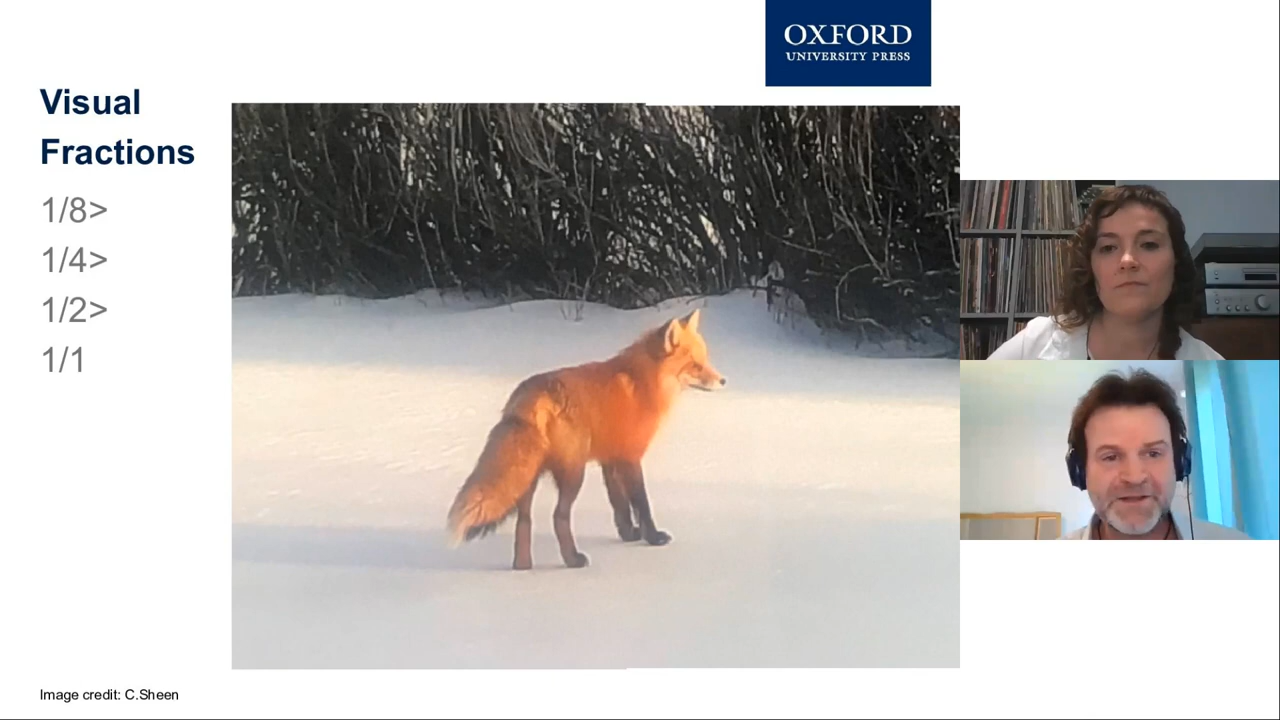 OXFORD
UNIVERSITY PRESS
Visual
Fractions
1/8>
1/4>
1/2>
1/1
Image credit: C.Sheen